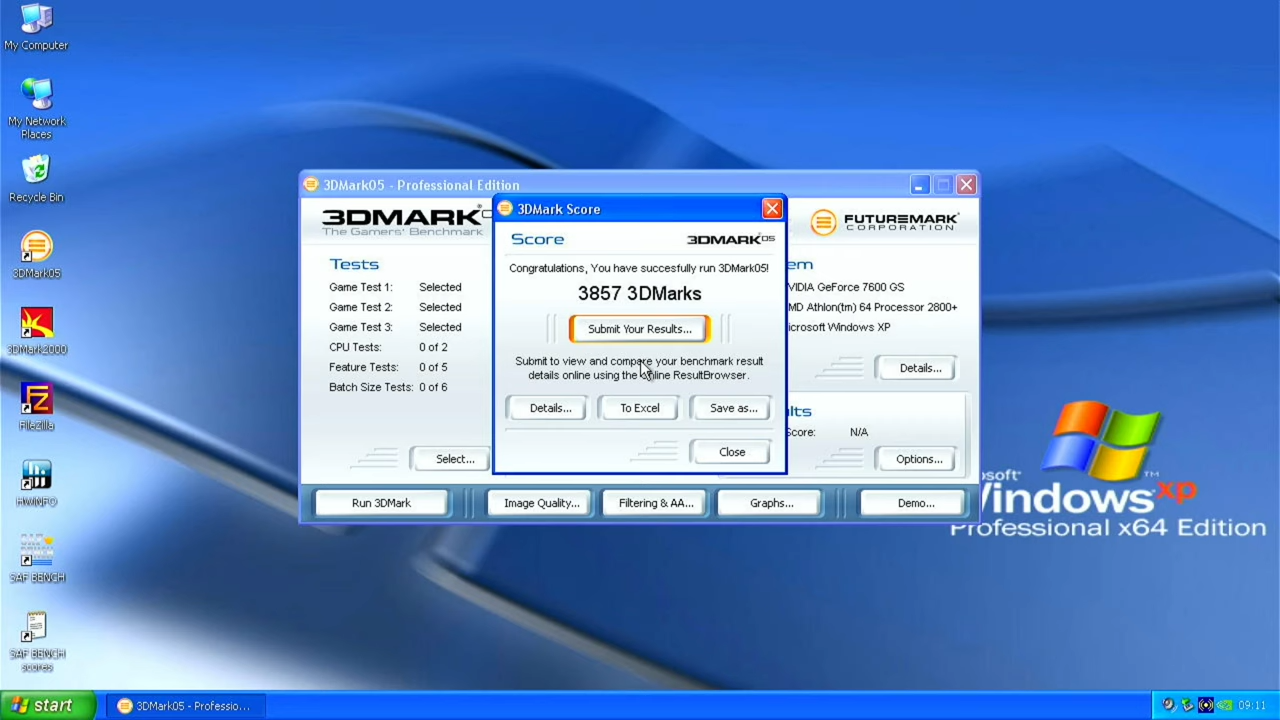 My Computer
My Network
Places
Recycle Bin
3DMark05
3DMark2000
FileZilla
HWiNFO
SAF BENCH
SAF BENCH
scores
3DMark05 - Professional Edition
3DMARK
The Gamers' Benchmark
FUTUREMARK
CORPORATION
Tests
Game Test 1: Selected
Game Test 2: Selected
Game Test 3: Selected
CPU Tests: 0 of 2
Feature Tests: 0 of 5
Batch Size Tests: 0 of 6
Select...
3DMark Score
Score
3DMARK05
Congratulations, You have succesfully run 3DMark05!
3857 3DMarks
Submit Your Results...
Submit to view and compare your benchmark result
details online using the Online ResultBrowser.
Details...
To Excel
Save as...
Close
em
VIDIA GeForce 7600 GS
MD Athlon(tm) 64 Processor 2800+
icrosoft Windows XP
Details...
lts
Score: N/A
Options...
Run 3DMark
Image Quality...
Filtering & AA...
Graphs...
Demo...
osoft
Windows xp
TM
Professional x64 Edition
start
3DMark05 - Professio...
09:11